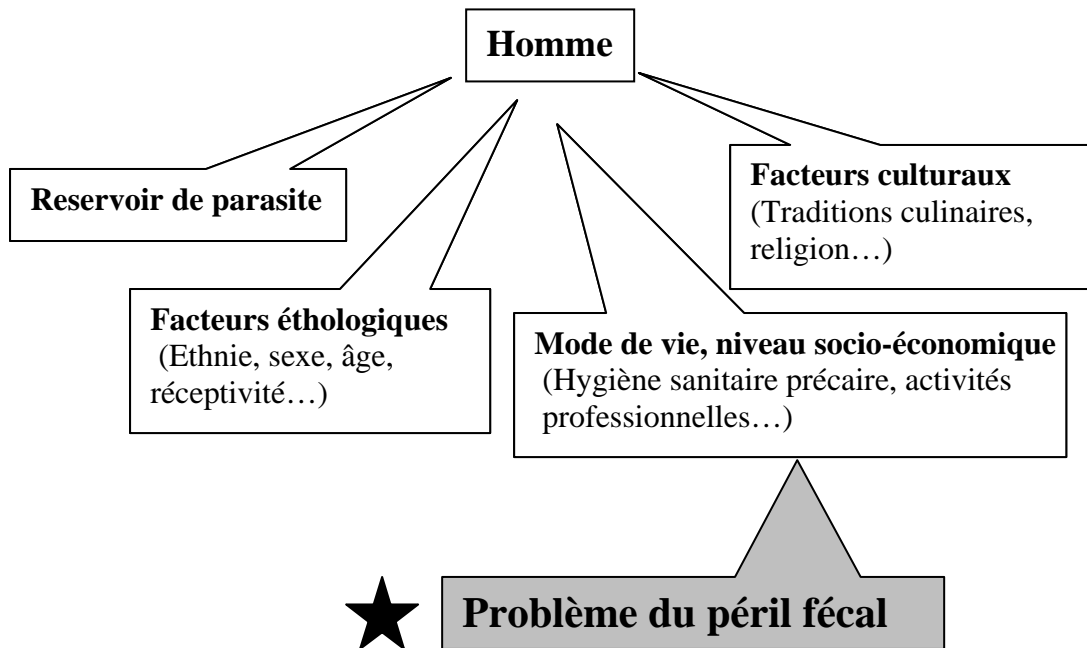 Homme
Reservoir de parasite
Facteurs culturaux
(Traditions culinaires,
religion…)
Facteurs éthologiques
(Ethnie, sexe, âge,
réceptivité…)
Mode de vie, niveau socio-économique
(Hygiène sanitaire précaire, activités
professionnelles…)
Problème du péril fécal